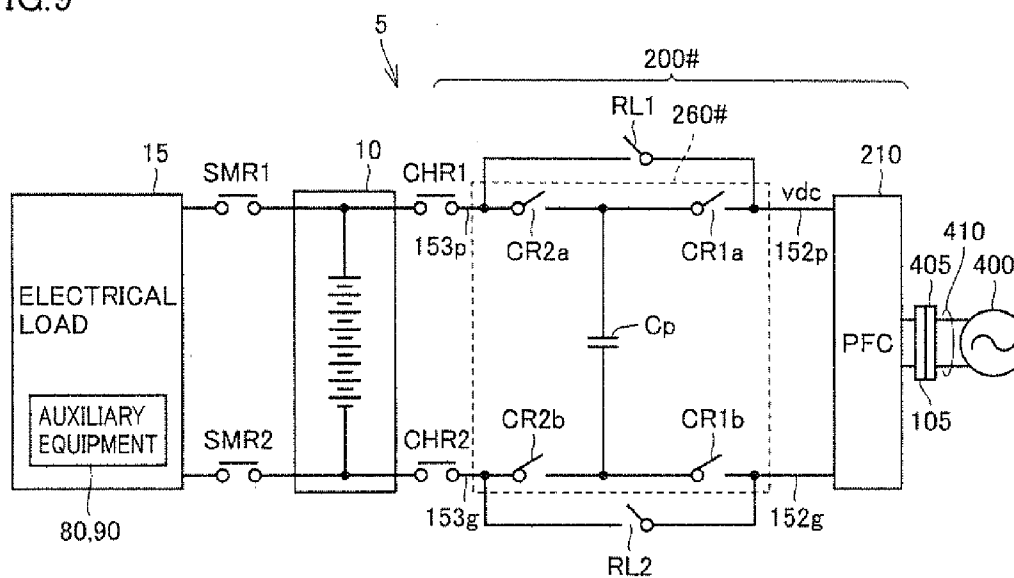 FIG.9
5
200#
RL1
260#
15
SMR1
10
CHR1
210
vdc
153p
CR2a
CR1a
152p
410
405
400
ELECTRICAL
LOAD
Cp
PFC
105
AUXILIARY
EQUIPMENT
SMR2
CHR2
CR2b
CR1b
80,90
153g
152g
RL2